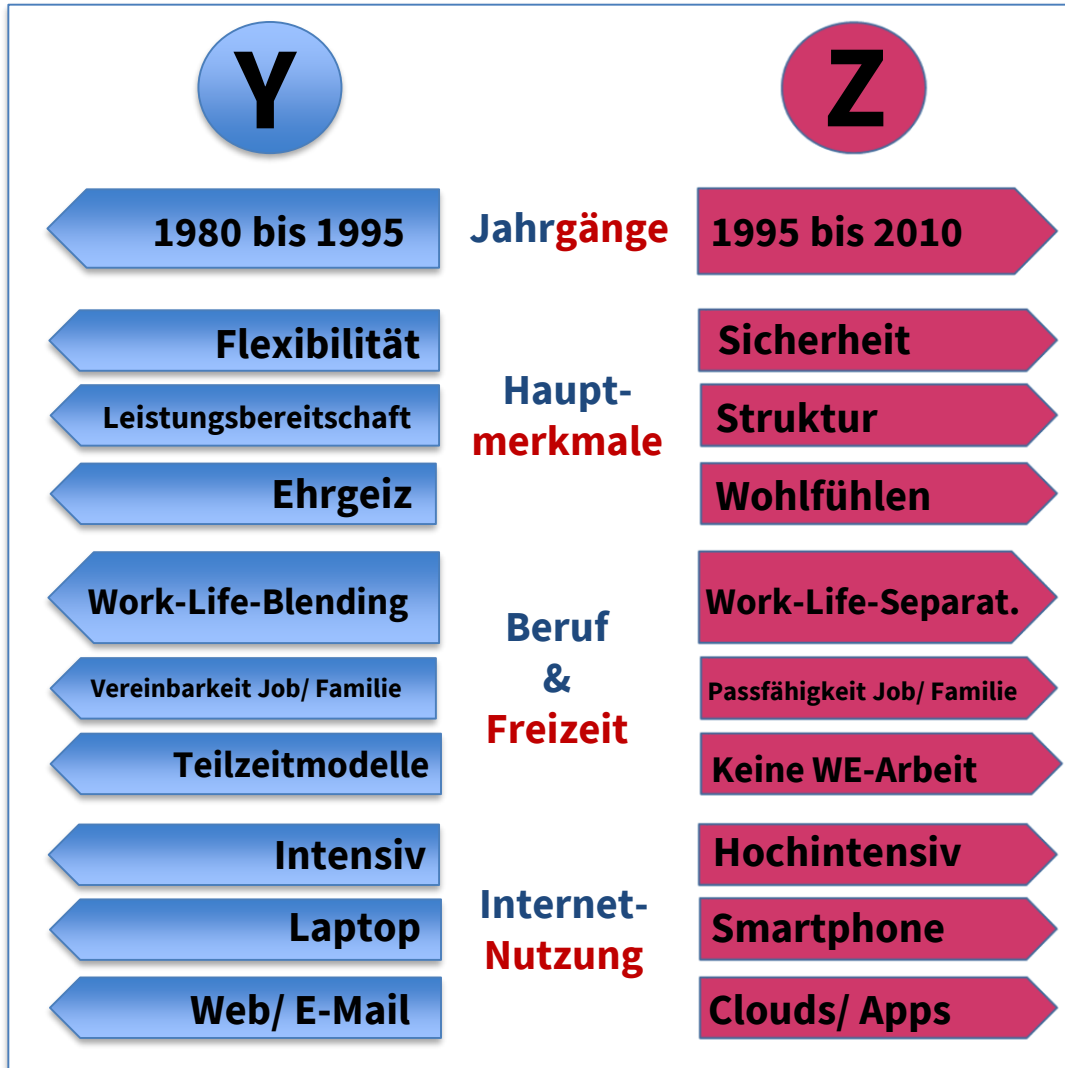 Y
Z
1980 bis 1995
Jahrgänge
1995 bis 2010
Flexibilität
Leistungsbereitschaft
Ehrgeiz
Haupt-
merkmale
Sicherheit
Struktur
Wohlfühlen
Work-Life-Blending
Vereinbarkeit Job/ Familie
Teilzeitmodelle
Beruf
&
Freizeit
Work-Life-Separat.
Passfähigkeit Job/ Familie
Keine WE-Arbeit
Intensiv
Laptop
Web/ E-Mail
Internet-
Nutzung
Hochintensiv
Smartphone
Clouds/ Apps